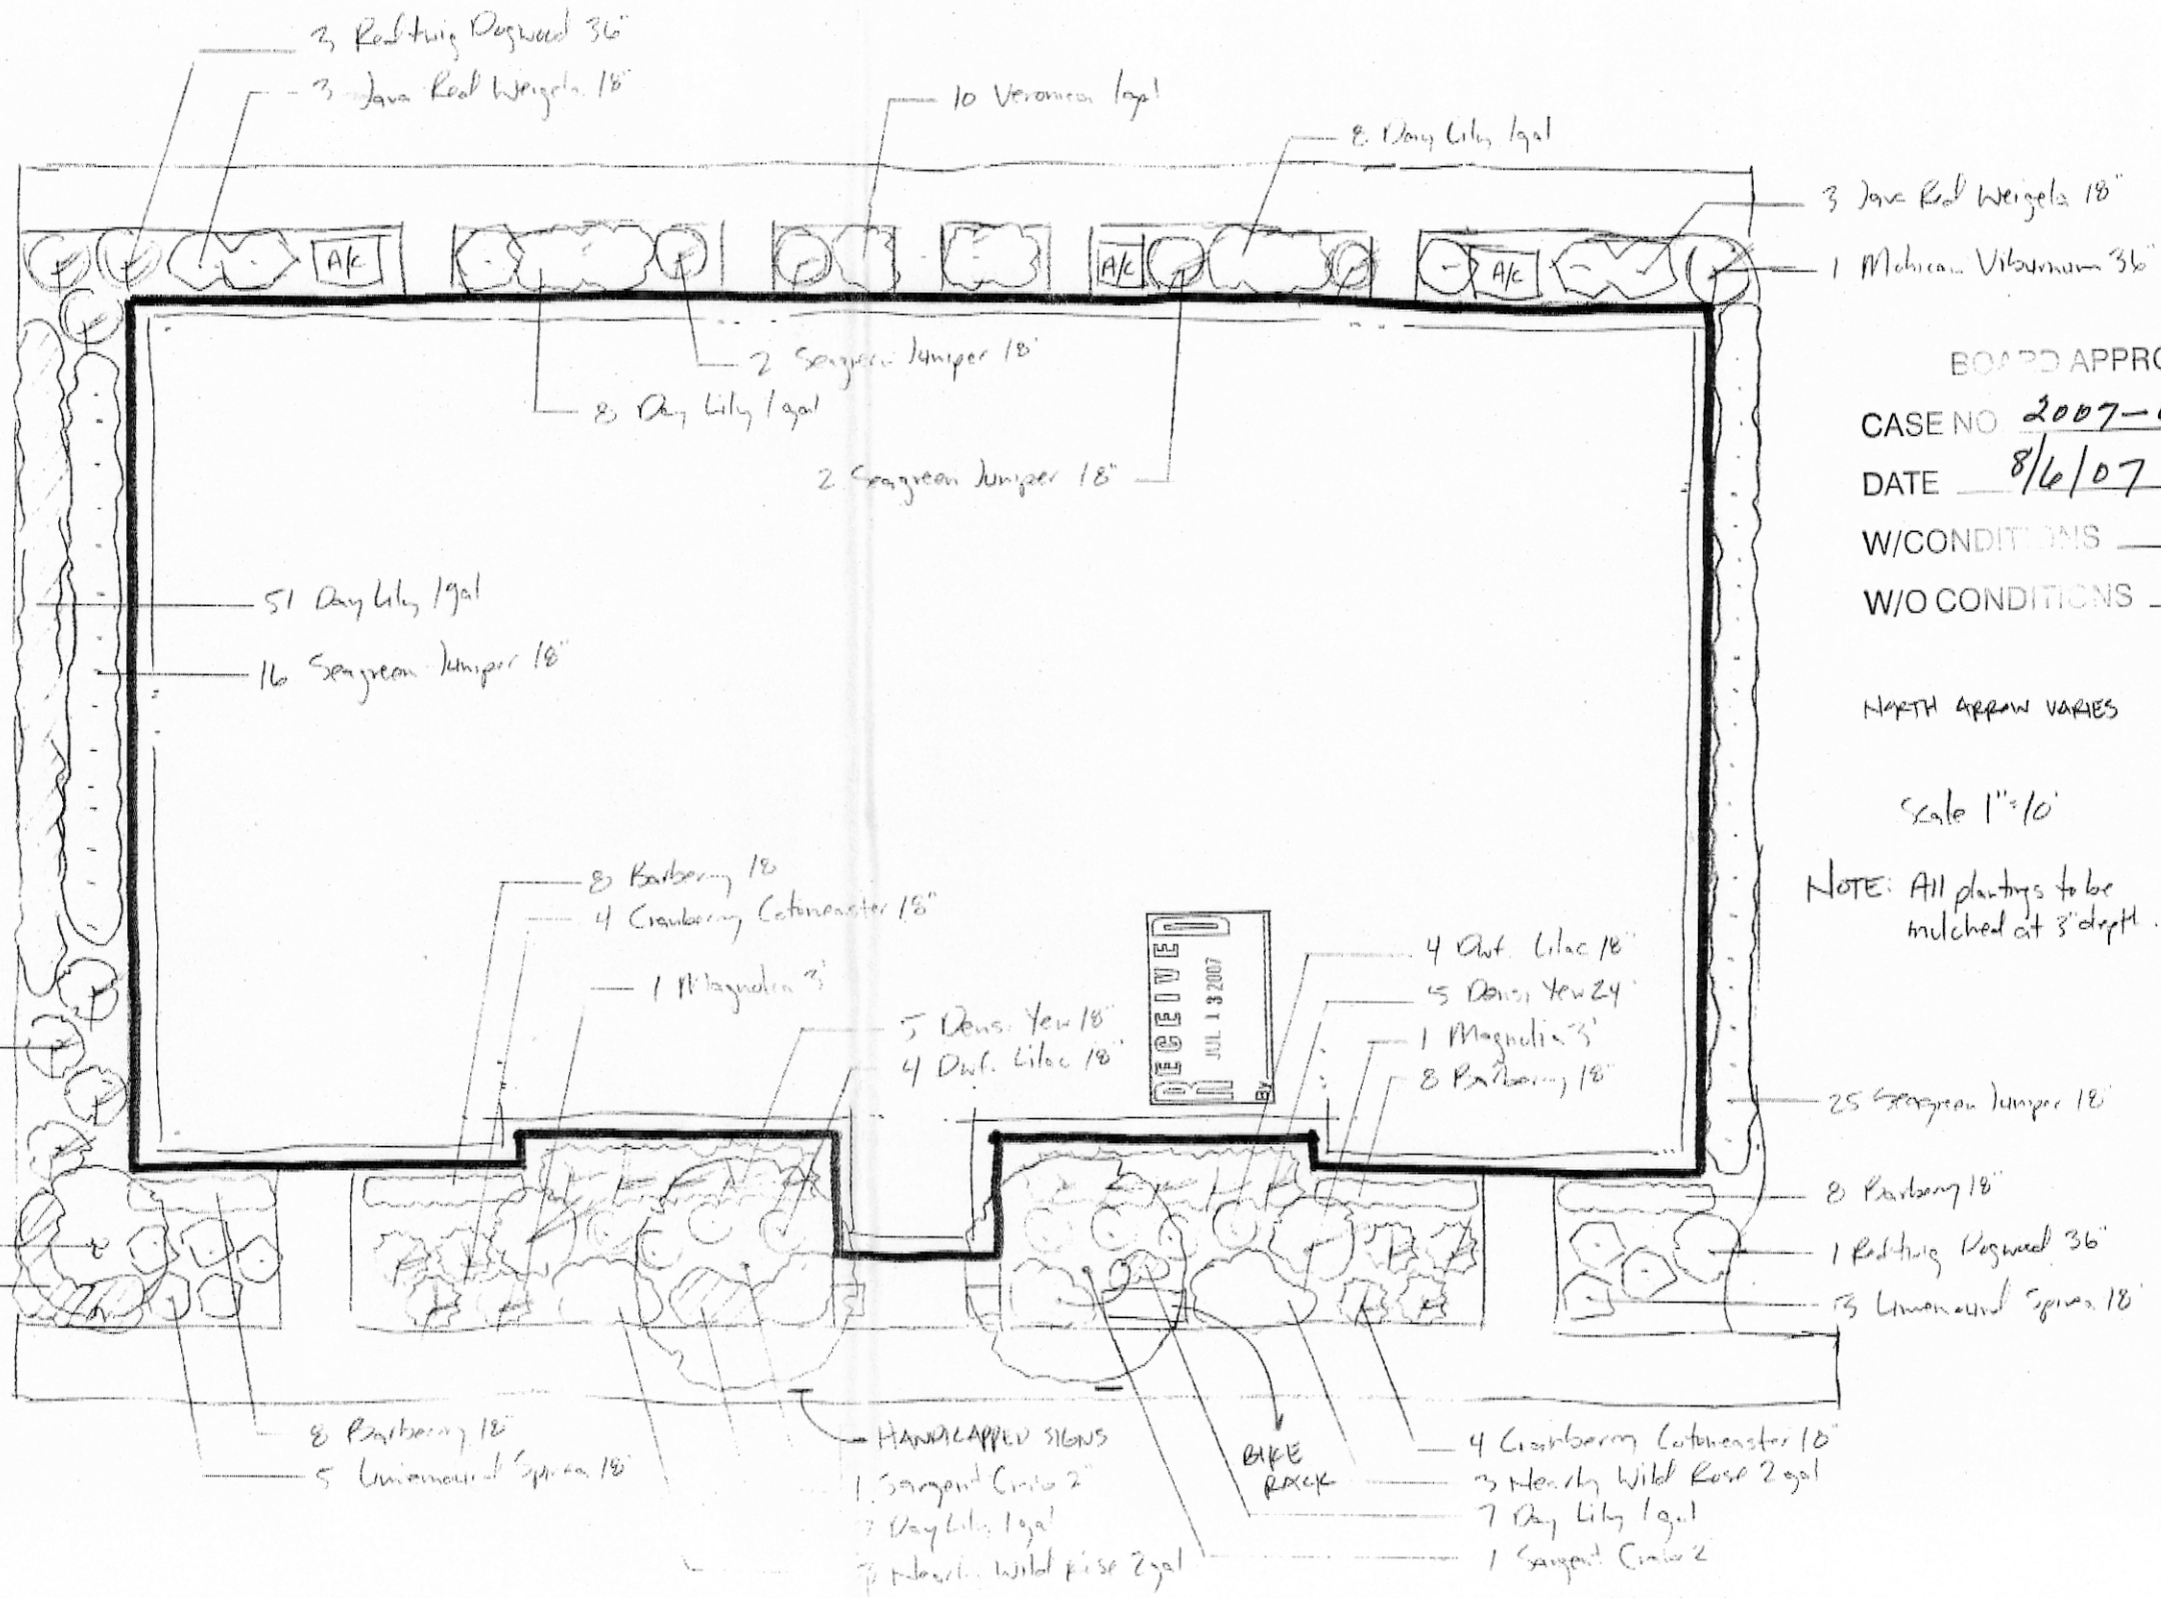 3 Redtwig Dogwood 36"
3 Java Red Weigela 18"
10 Veronica 1gal
8 Day Lily 1gal
3 Java Red Weigela 18"
1 Mohican Viburnum 36"
A/C
A/C
A/C
2 Seagreen Juniper 18"
8 Day Lily 1gal
2 Seagreen Juniper 18"
BOARD APPRO
CASE NO 2007-
DATE 8/6/07
W/CONDITIONS
W/O CONDITIONS
51 Day Lily 1gal
16 Seagreen Juniper 18"
NORTH ARROW VARIES
Scale 1"=10'
NOTE: All plantings to be
mulched at 3" depth.
8 Barberry 18
4 Cranberry Cotoneaster 18"
1 Magnolia 3'
5 Densi Yew 18"
4 Dwf. Lilac 18"
RECEIVED
JUL 13 2007
By
4 Dwf. Lilac 18"
5 Densi Yew 24"
1 Magnolia 3'
8 Barberry 18"
25 Seagreen Juniper 18"
8 Barberry 18"
1 Redtwig Dogwood 36"
3 Limemound Spirea 18"
8 Barberry 18"
5 Limemound Spirea 18"
HANDICAPPED SIGNS
1 Sargent Crab 2"
Day Lily 1gal
3 Nearly Wild Rose 2gal
BIKE
RACK
4 Cranberry Cotoneaster 18"
3 Nearly Wild Rose 2gal
7 Day Lily 1gal
1 Sargent Crab 2"